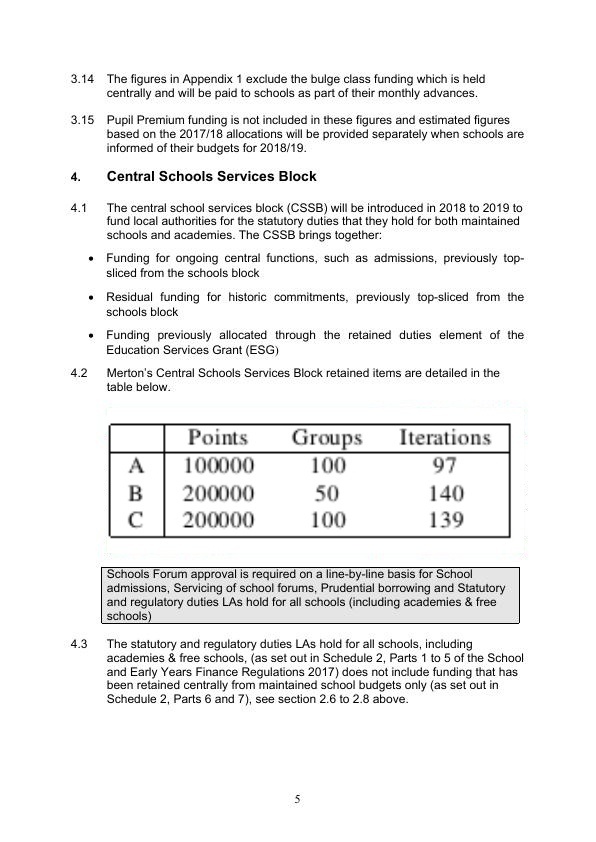 3.14 The figures in Appendix 1 exclude the bulge class funding which is held
centrally and will be paid to schools as part of their monthly advances.
3.15 Pupil Premium funding is not included in these figures and estimated figures
based on the 2017/18 allocations will be provided separately when schools are
informed of their budgets for 2018/19.
4. Central Schools Services Block
4.1 The central school services block (CSSB) will be introduced in 2018 to 2019 to
fund local authorities for the statutory duties that they hold for both maintained
schools and academies. The CSSB brings together:
• Funding for ongoing central functions, such as admissions, previously top-
sliced from the schools block
• Residual funding for historic commitments, previously top-sliced from the
schools block
• Funding previously allocated through the retained duties element of the
Education Services Grant (ESG)
4.2 Merton's Central Schools Services Block retained items are detailed in the
table below.
Points Groups Iterations
A 100000 100 97
B 200000 50 140
C 200000 100 139
Schools Forum approval is required on a line-by-line basis for School
admissions, Servicing of school forums, Prudential borrowing and Statutory
and regulatory duties LAs hold for all schools (including academies & free
schools)
4.3 The statutory and regulatory duties LAs hold for all schools, including
academies & free schools, (as set out in Schedule 2, Parts 1 to 5 of the School
and Early Years Finance Regulations 2017) does not include funding that has
been retained centrally from maintained school budgets only (as set out in
Schedule 2, Parts 6 and 7), see section 2.6 to 2.8 above.
5